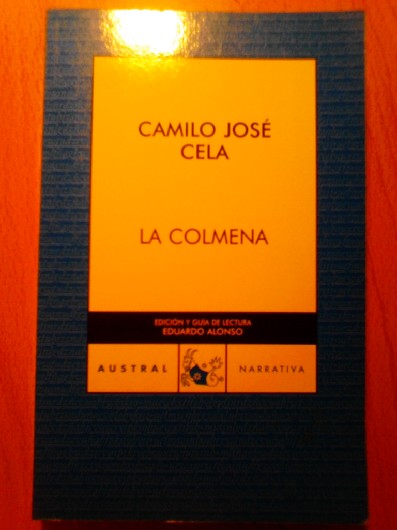 CAMILO JOSÉ
CELA
LA COLMENA
EDICIÓN Y GUÍA DE LECTURA
EDUARDO ALONSO
AUSTRAL
NARRATIVA